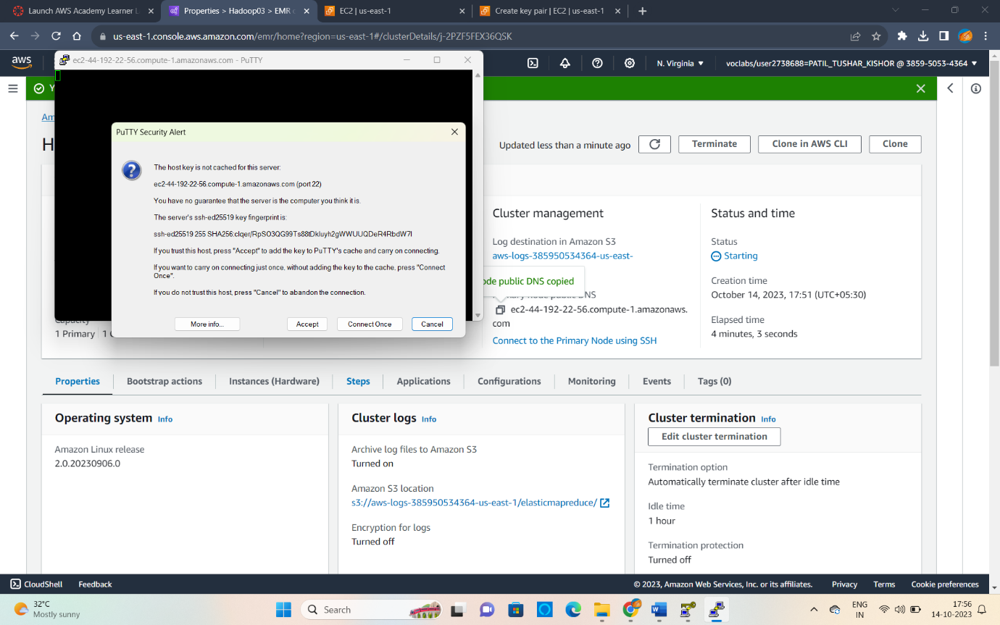 Launch AWS Academy Learner L
Properties > Hadoop03 > EMR
EC2 | us-east-1
Create key pair | EC2 | us-east-1
us-east-1.console.aws.amazon.com/emr/home?region=us-east-1#/clusterDetails/j-2PZF5FEX36QSK
aws
ec2-44-192-22-56.compute-1.amazonaws.com - PuTTY
N. Virginia
voclabs/user2738688=PATIL_TUSHAR_KISHOR @ 3859-5053-4364
Y
Am
H
Updated less than a minute ago
Terminate
Clone in AWS CLI
Clone
PuTTY Security Alert
The host key is not cached for this server:
ec2-44-192-22-56.compute-1.amazonaws.com (port 22)
You have no guarantee that the server is the computer you think it is.
The server's ssh-ed25519 key fingerprint is:
ssh-ed25519 255 SHA256:clqer/RpSO3QG99Ts88tDkluyh2gWWUUQDeR4RbdW7I
If you trust this host, press "Accept" to add the key to PuTTY's cache and carry on connecting.
If you want to carry on connecting just once, without adding the key to the cache, press "Connect
Once".
If you do not trust this host, press "Cancel" to abandon the connection.
More info...
Accept
Connect Once
Cancel
Capacity
1 Primary
Cluster management
Log destination in Amazon S3
aws-logs-385950534364-us-east-
ode public DNS copied
Primary node public DNS
ec2-44-192-22-56.compute-1.amazonaws.
com
Connect to the Primary Node using SSH
Status and time
Status
Starting
Creation time
October 14, 2023, 17:51 (UTC+05:30)
Elapsed time
4 minutes, 3 seconds
Properties
Bootstrap actions
Instances (Hardware)
Steps
Applications
Configurations
Monitoring
Events
Tags (0)
Operating system Info
Amazon Linux release
2.0.20230906.0
Cluster logs Info
Archive log files to Amazon S3
Turned on
Amazon S3 location
s3://aws-logs-385950534364-us-east-1/elasticmapreduce/
Encryption for logs
Turned off
Cluster termination Info
Edit cluster termination
Termination option
Automatically terminate cluster after idle time
Idle time
1 hour
Termination protection
Turned off
CloudShell
Feedback
© 2023, Amazon Web Services, Inc. or its affiliates.
Privacy
Terms
Cookie preferences
32°C
Mostly sunny
Search
ENG
IN
17:56
14-10-2023